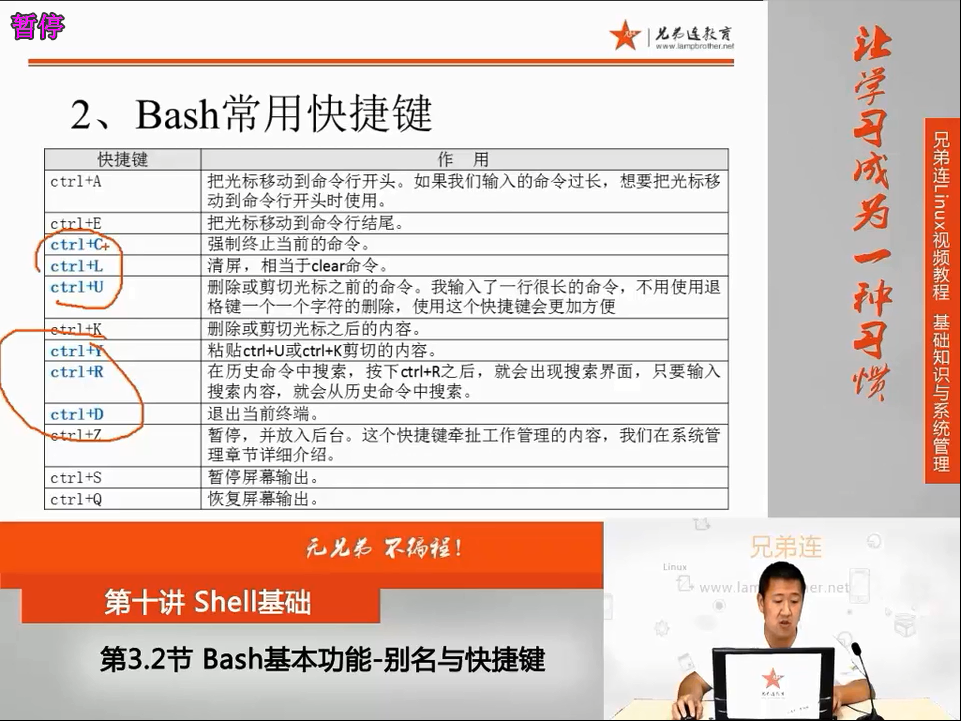 暂停
兄弟连教育
www.lampbrother.net
2、Bash常用快捷键
快捷键 作 用
ctrl+A 把光标移动到命令行开头。如果我们输入的命令过长，想要把光标移
动到命令行开头时使用。
ctrl+E 把光标移动到命令行结尾。
ctrl+C 强制终止当前的命令。
ctrl+L 清屏，相当于clear命令。
ctrl+U 删除或剪切光标之前的命令。我输入了一行很长的命令，不用使用退
格键一个一个字符的删除，使用这个快捷键会更加方便
ctrl+K 删除或剪切光标之后的内容。
ctrl+Y 粘贴ctrl+U或ctrl+K剪切的内容。
ctrl+R 在历史命令中搜索，按下ctrl+R之后，就会出现搜索界面，只要输入
搜索内容，就会从历史命令中搜索。
ctrl+D 退出当前终端。
ctrl+Z 暂停，并放入后台。这个快捷键牵扯工作管理的内容，我们在系统管
理章节详细介绍。
ctrl+S 暂停屏幕输出。
ctrl+Q 恢复屏幕输出。
让学习成为一种习惯
兄弟连Linux视频教程 基础知识与系统管理
无兄弟 不编程！
第十讲 Shell基础
第3.2节 Bash基本功能-别名与快捷键
兄弟连
Linux